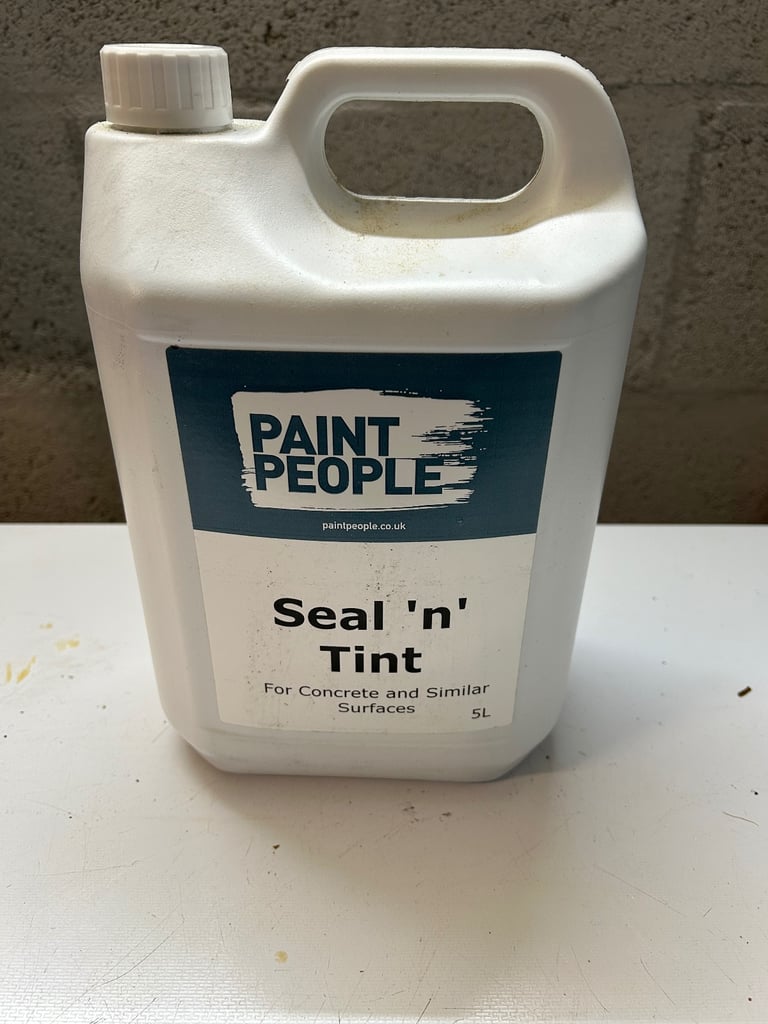 PAINT
PEOPLE
paintpeople.co.uk
Seal 'n'
Tint
For Concrete and Similar
Surfaces
5L